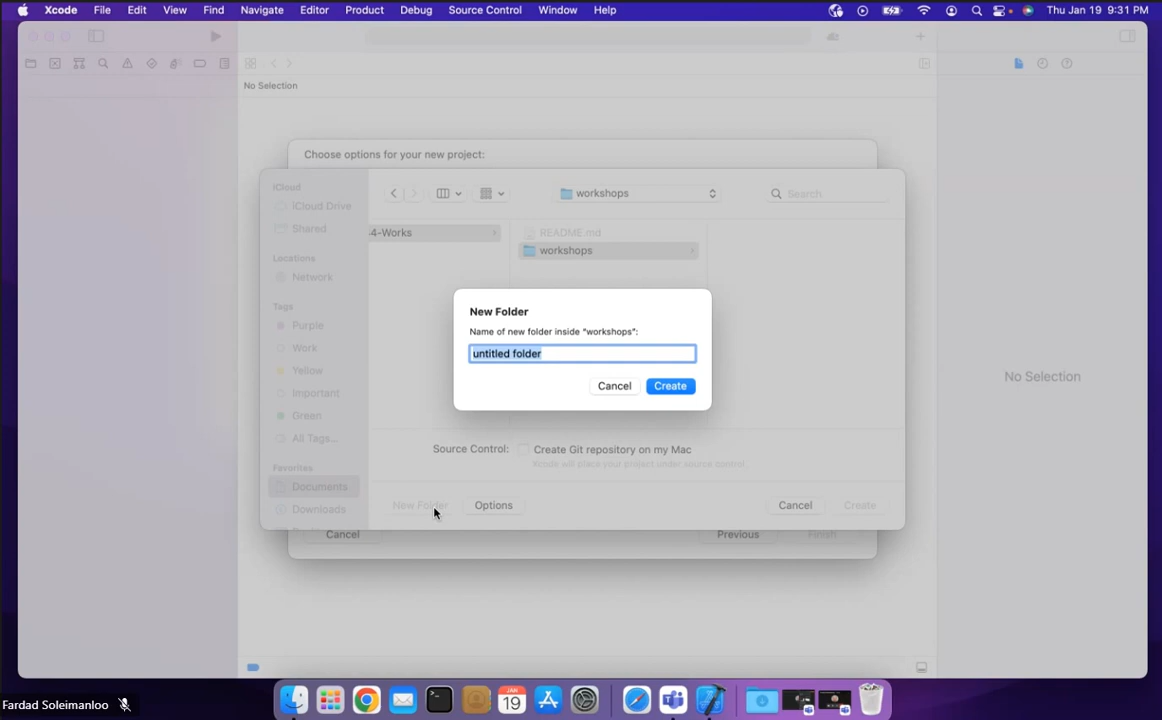 Xcode File Edit View Find Navigate Editor Product Debug Source Control Window Help Thu Jan 19 9:31 PM
No Selection
Choose options for your new project:
iCloud
workshops
Search
iCloud Drive
Shared
4-Works
README.md
workshops
Locations
Network
Tags
Purple
Work
Yellow
Important
Green
All Tags...
Favorites
Documents
Downloads
New Folder
Name of new folder inside "workshops":
untitled folder
Cancel Create
No Selection
Source Control: Create Git repository on my Mac
Xcode will place your project under source control.
New Folder Options Cancel Create
Cancel Previous Finish
JAN
19
Fardad Soleimanloo